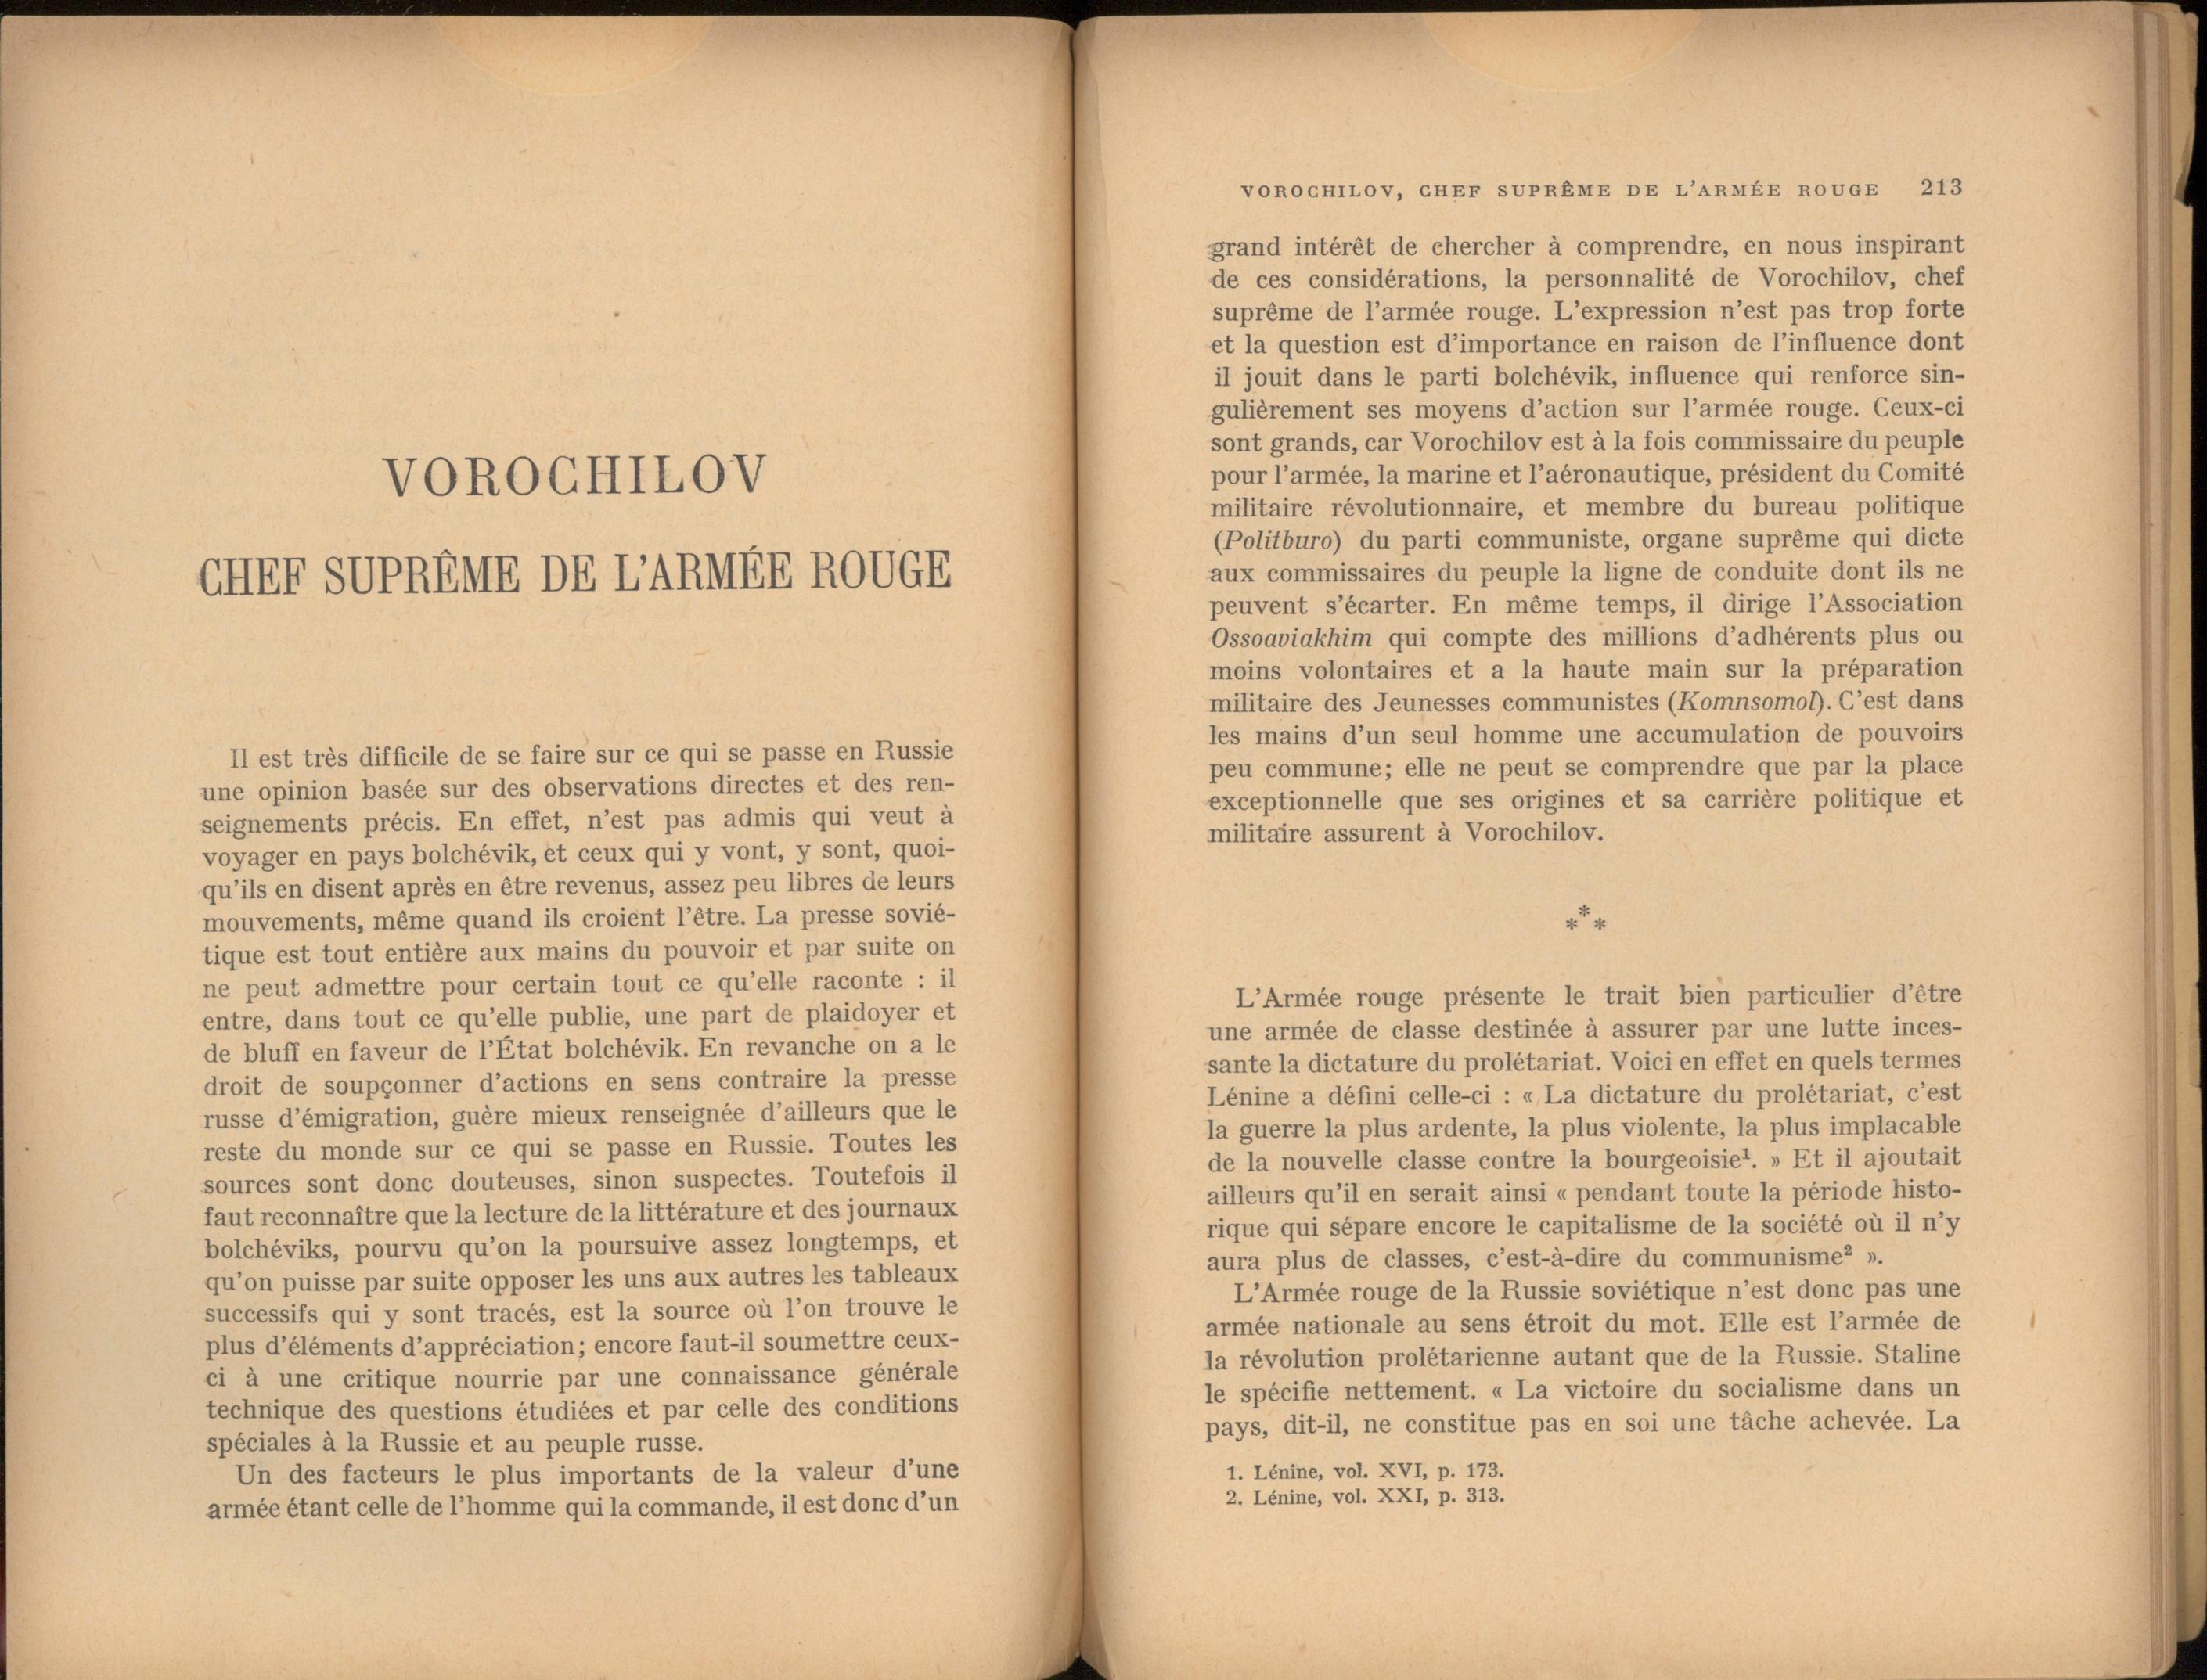 VOROCHILOV
CHEF SUPRÊME DE L'ARMÉE ROUGE
Il est très difficile de se faire sur ce qui se passe en Russie
une opinion basée sur des observations directes et des ren-
seignements précis. En effet, n'est pas admis qui veut à
voyager en pays bolchévik, et ceux qui y vont, y sont, quoi-
qu'ils en disent après en être revenus, assez peu libres de leurs
mouvements, même quand ils croient l'être. La presse sovié-
tique est tout entière aux mains du pouvoir et par suite on
ne peut admettre pour certain tout ce qu'elle raconte : il
entre, dans tout ce qu'elle publie, une part de plaidoyer et
de bluff en faveur de l'État bolchévik. En revanche on a le
droit de soupçonner d'actions en sens contraire la presse
russe d'émigration, guère mieux renseignée d'ailleurs que le
reste du monde sur ce qui se passe en Russie. Toutes les
sources sont donc douteuses, sinon suspectes. Toutefois il
faut reconnaître que la lecture de la littérature et des journaux
bolchéviks, pourvu qu'on la poursuive assez longtemps, et
qu'on puisse par suite opposer les uns aux autres les tableaux
successifs qui y sont tracés, est la source où l'on trouve le
plus d'éléments d'appréciation; encore faut-il soumettre ceux-
ci à une critique nourrie par une connaissance générale
technique des questions étudiées et par celle des conditions
spéciales à la Russie et au peuple russe.
Un des facteurs le plus importants de la valeur d'une
armée étant celle de l'homme qui la commande, il est donc d'un
VOROCHILOV, CHEF SUPRÊME DE L'ARMÉE ROUGE 213
grand intérêt de chercher à comprendre, en nous inspirant
de ces considérations, la personnalité de Vorochilov, chef
suprême de l'armée rouge. L'expression n'est pas trop forte
et la question est d'importance en raison de l'influence dont
il jouit dans le parti bolchévik, influence qui renforce sin-
gulièrement ses moyens d'action sur l'armée rouge. Ceux-ci
sont grands, car Vorochilov est à la fois commissaire du peuple
pour l'armée, la marine et l'aéronautique, président du Comité
militaire révolutionnaire, et membre du bureau politique
(Politburo) du parti communiste, organe suprême qui dicte
aux commissaires du peuple la ligne de conduite dont ils ne
peuvent s'écarter. En même temps, il dirige l'Association
Ossoaviakhim qui compte des millions d'adhérents plus ou
moins volontaires et a la haute main sur la préparation
militaire des Jeunesses communistes (Komnsomol). C'est dans
les mains d'un seul homme une accumulation de pouvoirs
peu commune; elle ne peut se comprendre que par la place
exceptionnelle que ses origines et sa carrière politique et
militaire assurent à Vorochilov.
***
L'Armée rouge présente le trait bien particulier d'être
une armée de classe destinée à assurer par une lutte inces-
sante la dictature du prolétariat. Voici en effet en quels termes
Lénine a défini celle-ci : « La dictature du prolétariat, c'est
la guerre la plus ardente, la plus violente, la plus implacable
de la nouvelle classe contre la bourgeoisie¹. » Et il ajoutait
ailleurs qu'il en serait ainsi « pendant toute la période histo-
rique qui sépare encore le capitalisme de la société où il n'y
aura plus de classes, c'est-à-dire du communisme² ».
L'Armée rouge de la Russie soviétique n'est donc pas une
armée nationale au sens étroit du mot. Elle est l'armée de
la révolution prolétarienne autant que de la Russie. Staline
le spécifie nettement. « La victoire du socialisme dans un
pays, dit-il, ne constitue pas en soi une tâche achevée. La
1. Lénine, vol. XVI, p. 173.
2. Lénine, vol. XXI, p. 313.